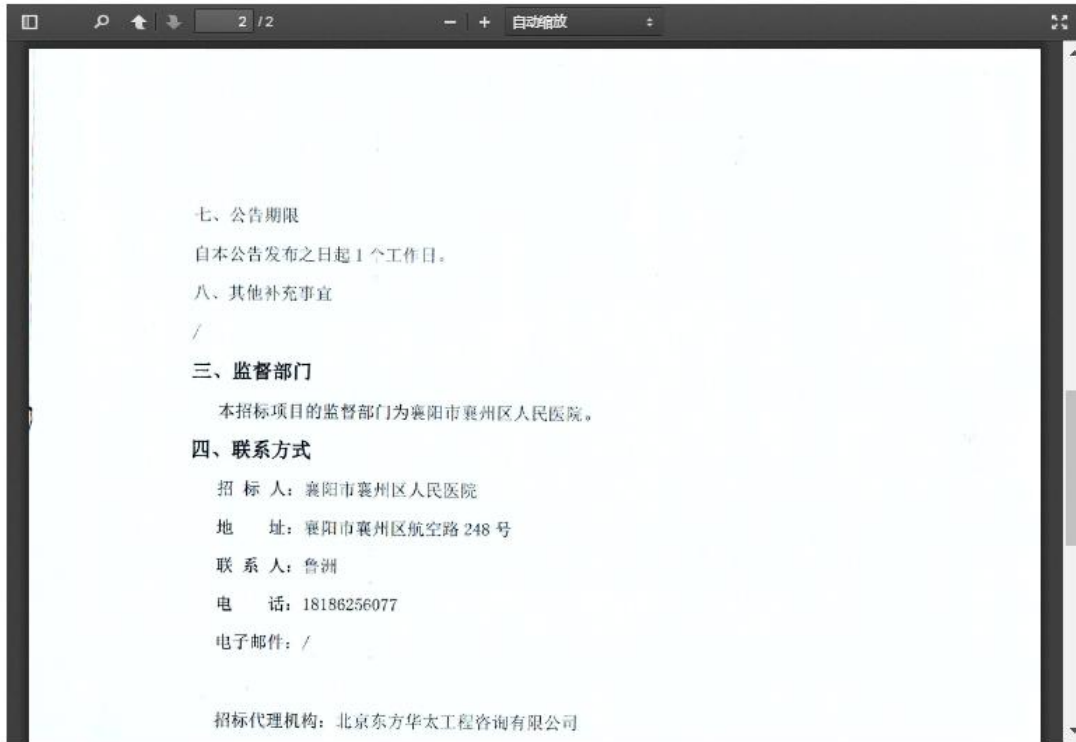 2 /2
自动缩放
七、公告期限
自本公告发布之日起 1 个工作日。
八、其他补充事宜
/
三、监督部门
本招标项目的监督部门为襄阳市襄州区人民医院。
四、联系方式
招 标 人：襄阳市襄州区人民医院
地 址：襄阳市襄州区航空路 248 号
联 系 人：鲁洲
电 话：18186256077
电子邮件：/
招标代理机构：北京东方华太工程咨询有限公司